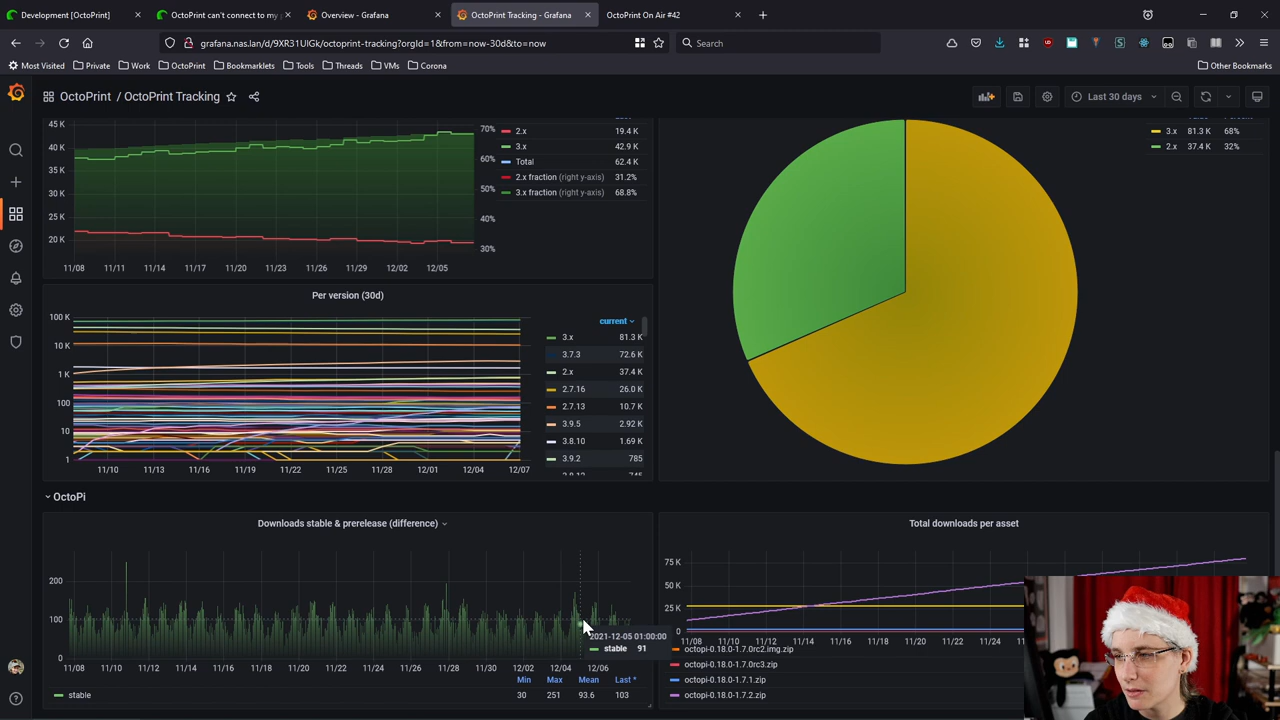 Development [OctoPrint]
OctoPrint can't connect to my p
Overview - Grafana
OctoPrint Tracking - Grafana
OctoPrint On Air #42
grafana.nas.lan/d/9XR31UIGk/octoprint-tracking?orgId=1&from=now-30d&to=now
Search
Most Visited
Private
Work
OctoPrint
Bookmarklets
Tools
Threads
VMs
Corona
Other Bookmarks
OctoPrint / OctoPrint Tracking
Last 30 days
45 K
40 K
35 K
30 K
25 K
20 K
70%
60%
50%
40%
30%
11/08 11/11 11/14 11/17 11/20 11/23 11/26 11/29 12/02 12/05
2.x 19.4 K
3.x 42.9 K
Total 62.4 K
2.x fraction (right y-axis) 31.2%
3.x fraction (right y-axis) 68.8%
3.x 81.3 K 68%
2.x 37.4 K 32%
Per version (30d)
100 K
10 K
1 K
100
10
1
11/10 11/13 11/16 11/19 11/22 11/25 11/28 12/01 12/04 12/07
current
3.x 81.3 K
3.7.3 72.6 K
2.x 37.4 K
2.7.16 26.0 K
2.7.13 10.7 K
3.9.5 2.92 K
3.8.10 1.69 K
3.9.2 785
OctoPi
Downloads stable & prerelease (difference)
200
100
0
11/08 11/10 11/12 11/14 11/16 11/18 11/20 11/22 11/24 11/26 11/28 11/30 12/02 12/04 12/06
2021-12-05 01:00:00
stable 91
Min Max Mean Last *
stable 30 251 93.6 103
Total downloads per asset
75 K
50 K
25 K
0
11/08 11/10 11/12 11/14 11/16 11/18 11/20 11/22 11/24
octopi-0.18.0-1.7.0rc2.img.zip
octopi-0.18.0-1.7.0rc3.zip
octopi-0.18.0-1.7.1.zip
octopi-0.18.0-1.7.2.zip